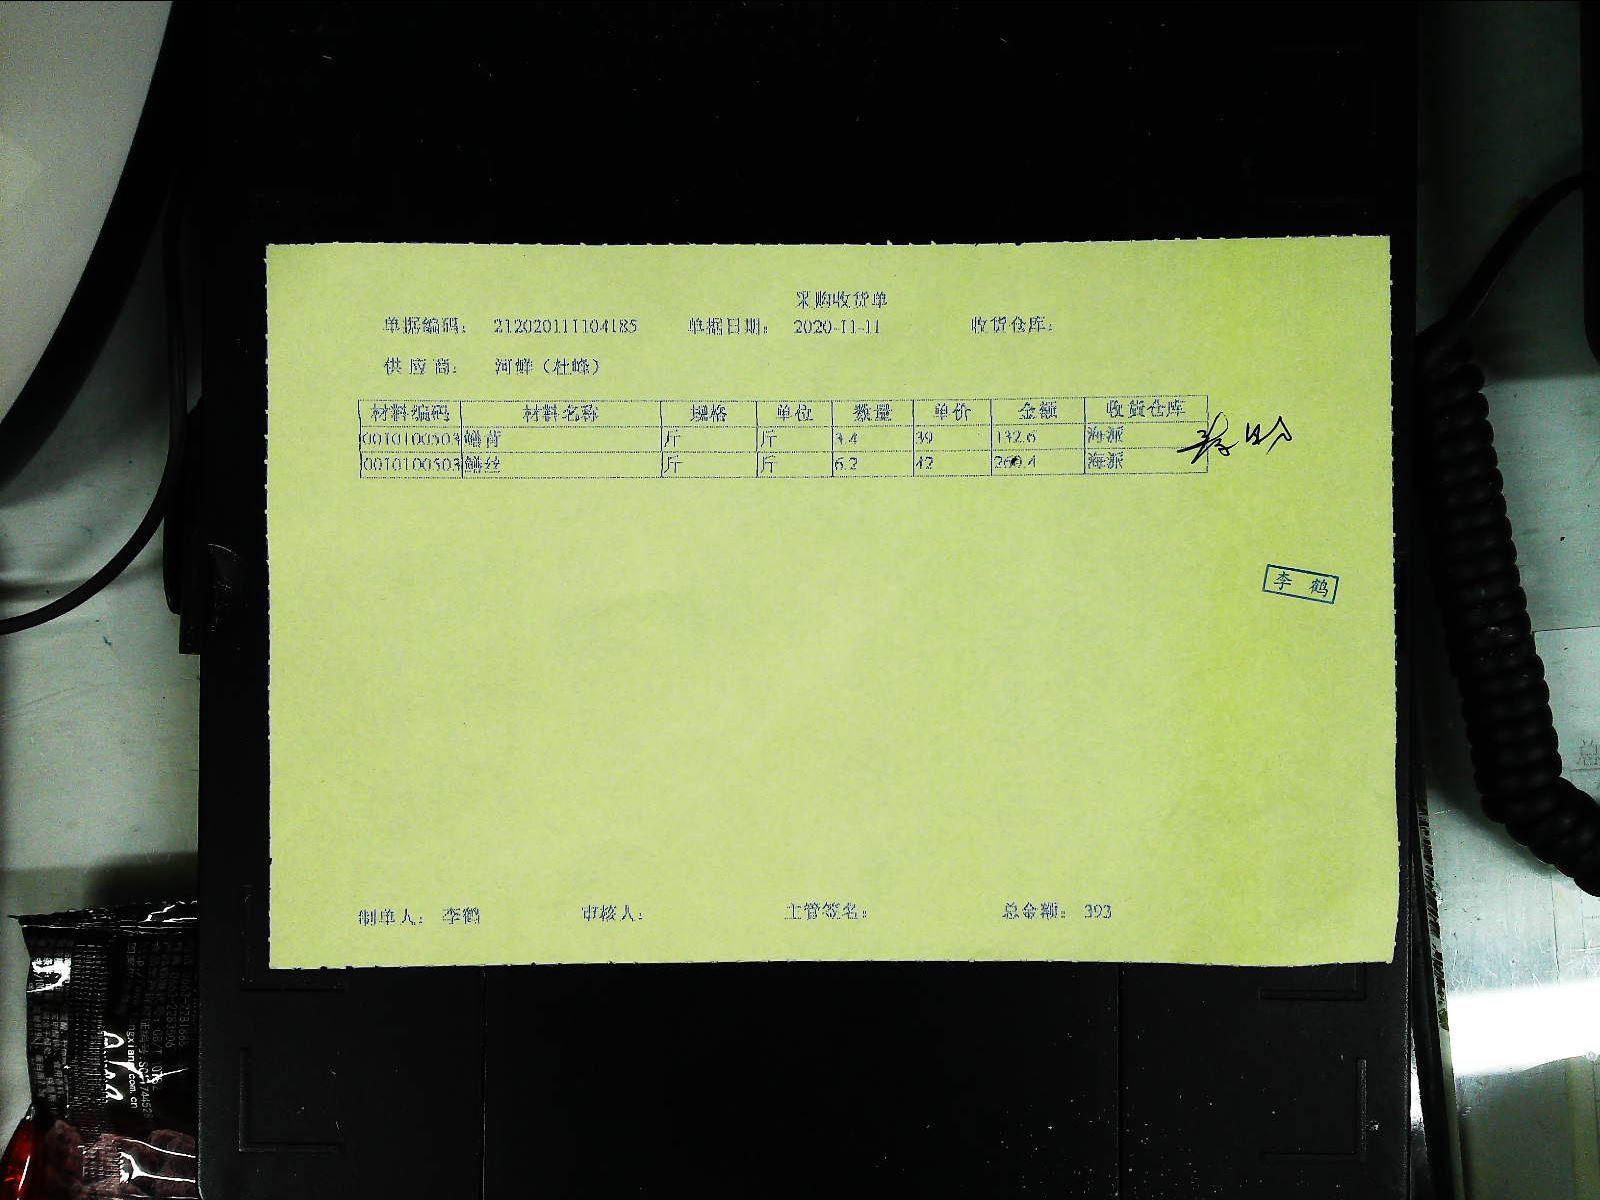 采购收货单
单据编码： 212020111104185 单据日期： 2020-11-11 收货仓库：
供应商： 河鲜（杜峰）
材料编码 材料名称 规格 单位 数量 单价 金额 收货仓库
0010100503 鳝背 斤 斤 3.4 39 132.6 海派
0010100503 鳝丝 斤 斤 6.2 42 260.4 海派
李鹤
制单人： 李鹤 审核人： 主管签名： 总金额： 393